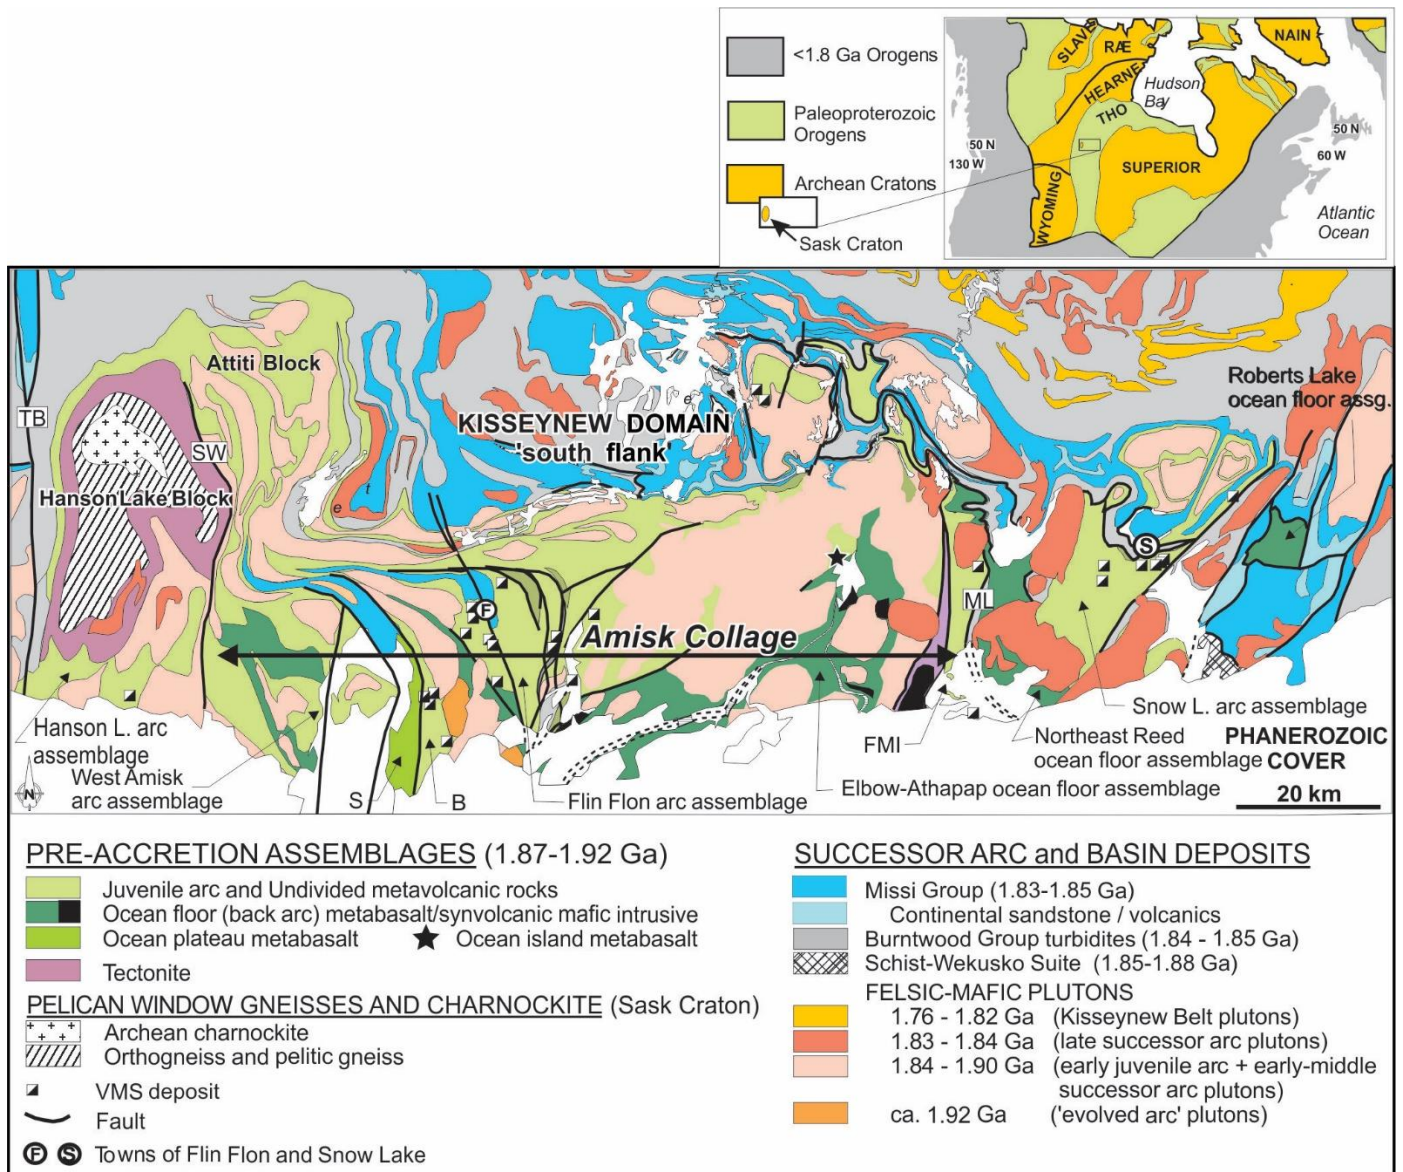 <1.8 Ga Orogens
Paleoproterozoic
Orogens
Archean Cratons
Sask Craton
SLAVE
RÆ
NAIN
HEARNE
Hudson
Bay
THO
50 N
130 W
50 N
60 W
SUPERIOR
WYOMING
Atlantic
Ocean
Attiti Block
Roberts Lake
ocean floor assg.
TB
KISSEYNEW DOMAIN
'south flank'
e
SW
Hanson Lake Block
t
e
S
F
ML
Amisk Collage
Hanson L. arc
assemblage
West Amisk
arc assemblage
S
B
Flin Flon arc assemblage
FMI
Elbow-Athapap ocean floor assemblage
Snow L. arc assemblage
Northeast Reed
ocean floor assemblage
PHANEROZOIC
COVER
N
20 km
PRE-ACCRETION ASSEMBLAGES (1.87-1.92 Ga)
Juvenile arc and Undivided metavolcanic rocks
Ocean floor (back arc) metabasalt/synvolcanic mafic intrusive
Ocean plateau metabasalt
Ocean island metabasalt
Tectonite
PELICAN WINDOW GNEISSES AND CHARNOCKITE (Sask Craton)
Archean charnockite
Orthogneiss and pelitic gneiss
VMS deposit
Fault
F S Towns of Flin Flon and Snow Lake
SUCCESSOR ARC and BASIN DEPOSITS
Missi Group (1.83-1.85 Ga)
Continental sandstone / volcanics
Burntwood Group turbidites (1.84 - 1.85 Ga)
Schist-Wekusko Suite (1.85-1.88 Ga)
FELSIC-MAFIC PLUTONS
1.76 - 1.82 Ga (Kisseynew Belt plutons)
1.83 - 1.84 Ga (late successor arc plutons)
1.84 - 1.90 Ga (early juvenile arc + early-middle
successor arc plutons)
ca. 1.92 Ga ('evolved arc' plutons)